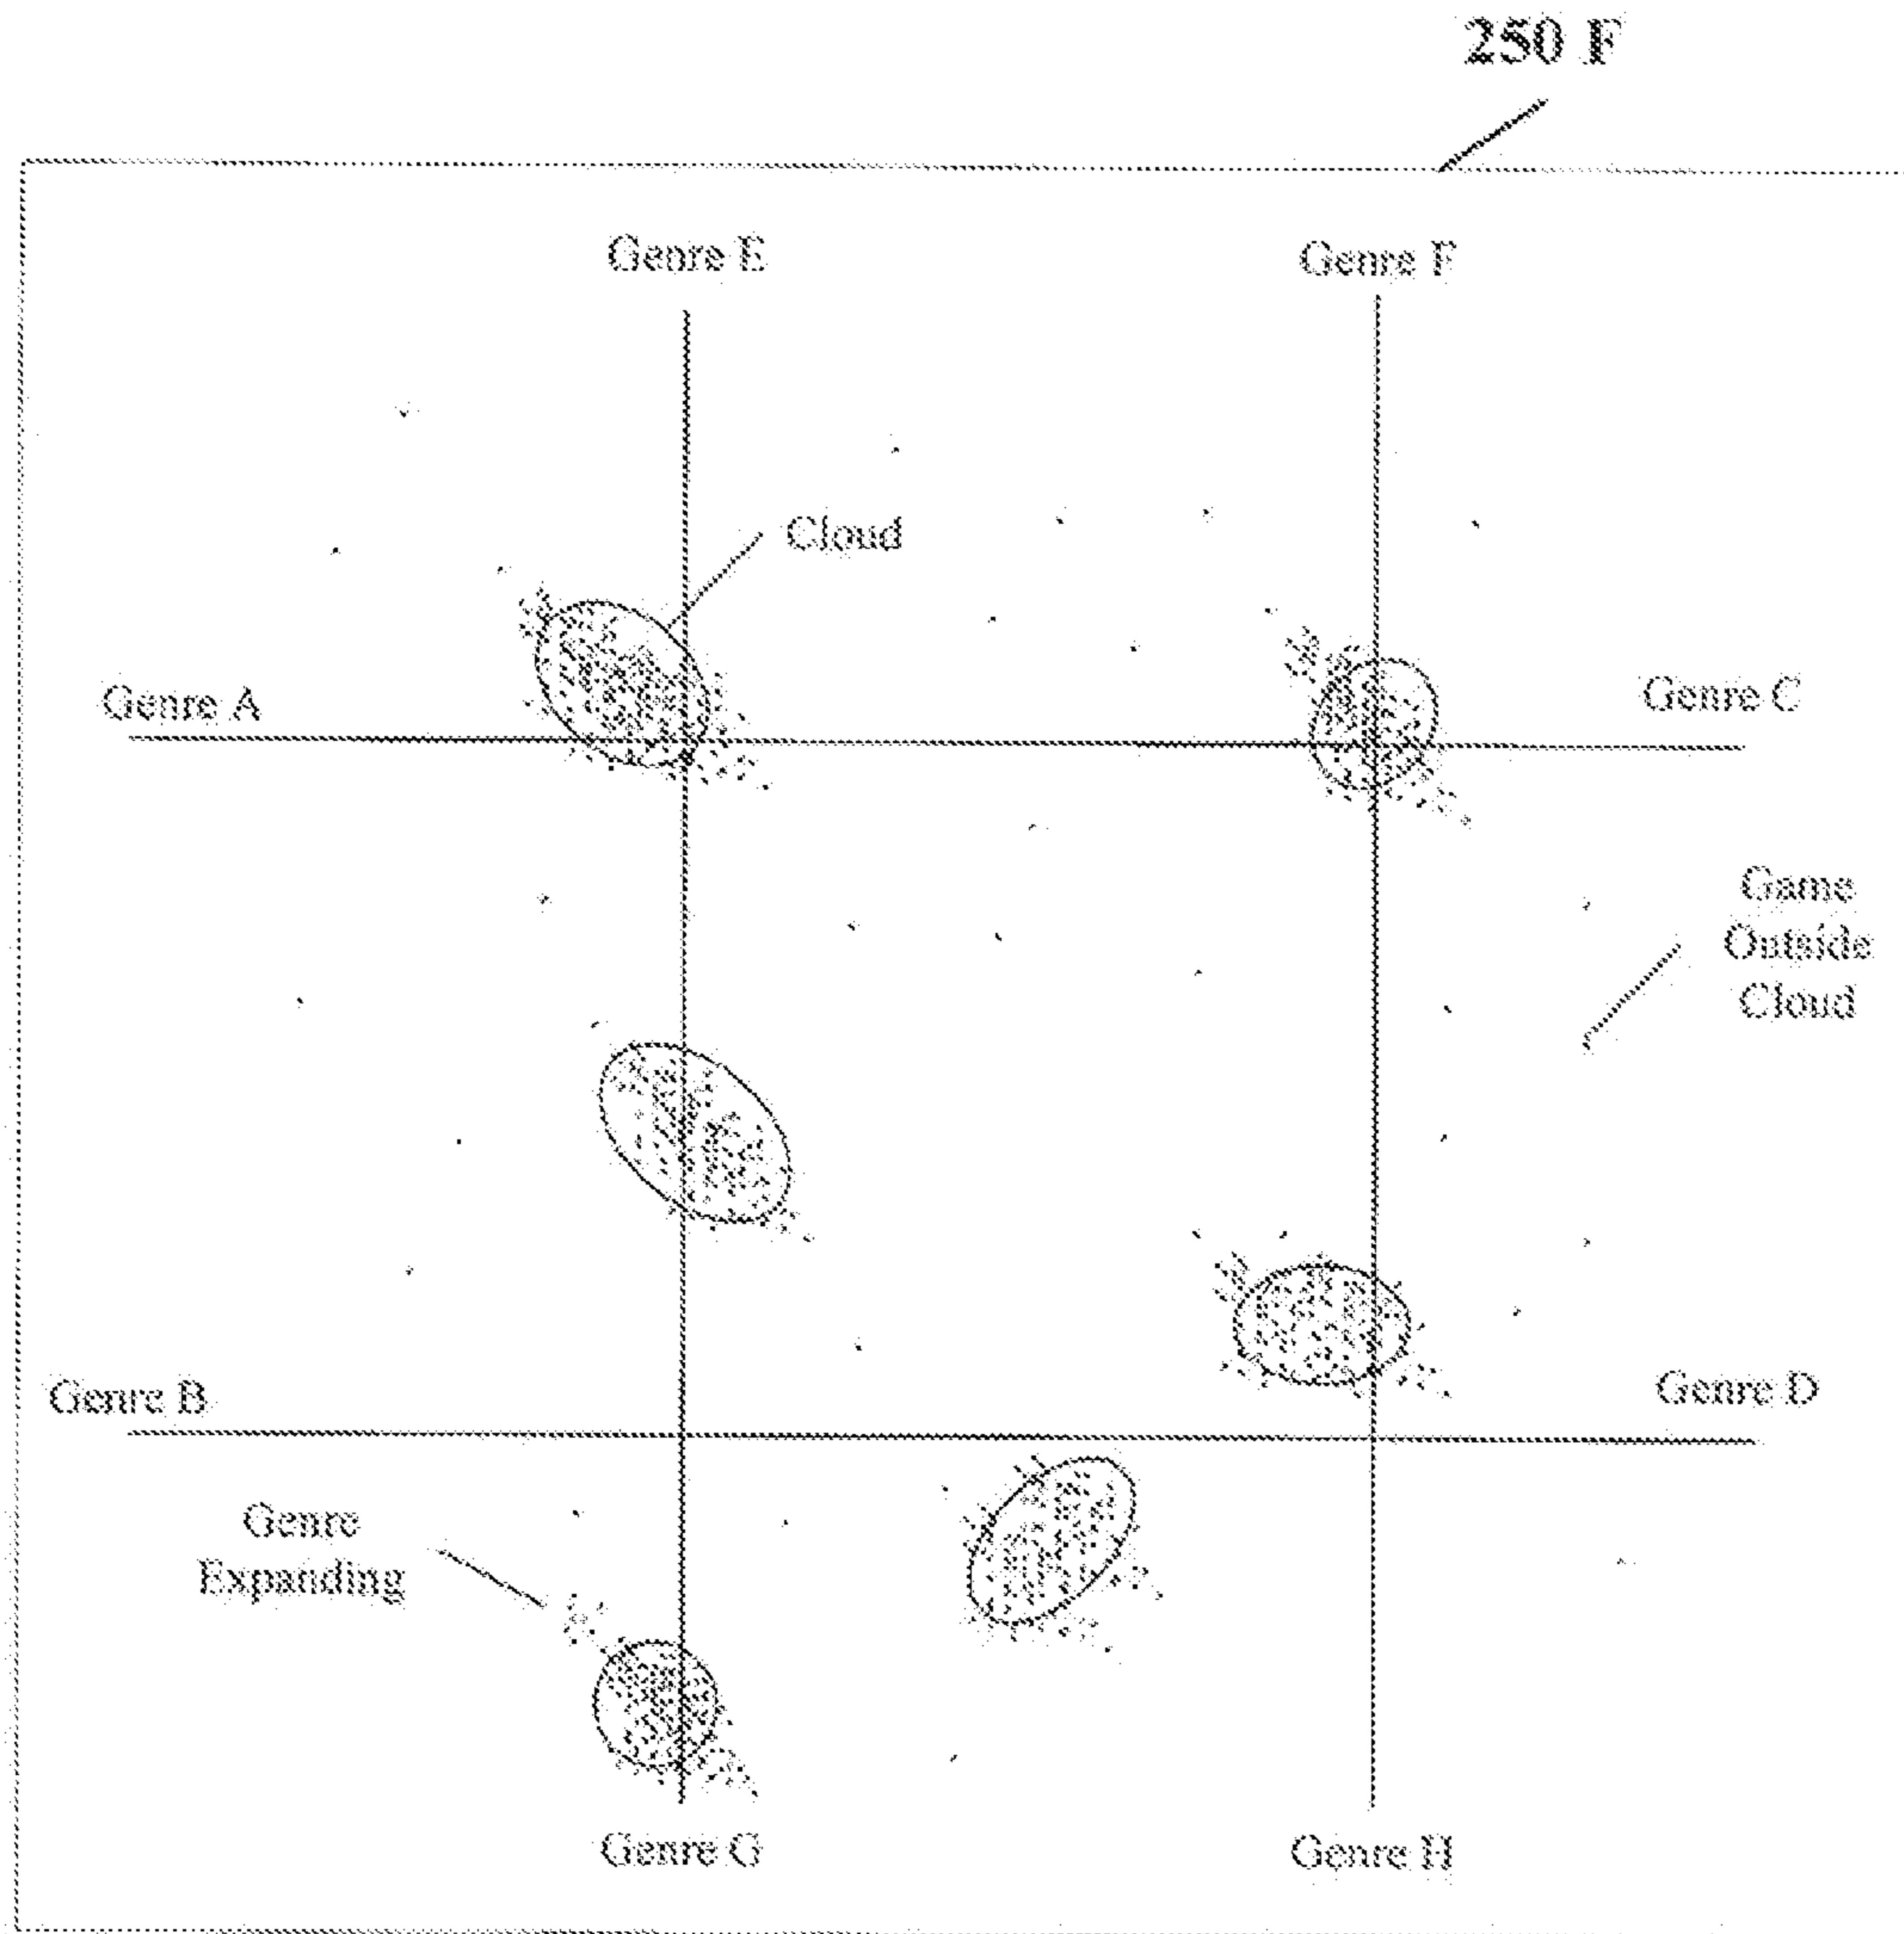 250 F
Genre E
Genre F
Cloud
Genre A
Genre C
Game
Outside
Cloud
Genre B
Genre D
Genre
Expanding
Genre G
Genre H